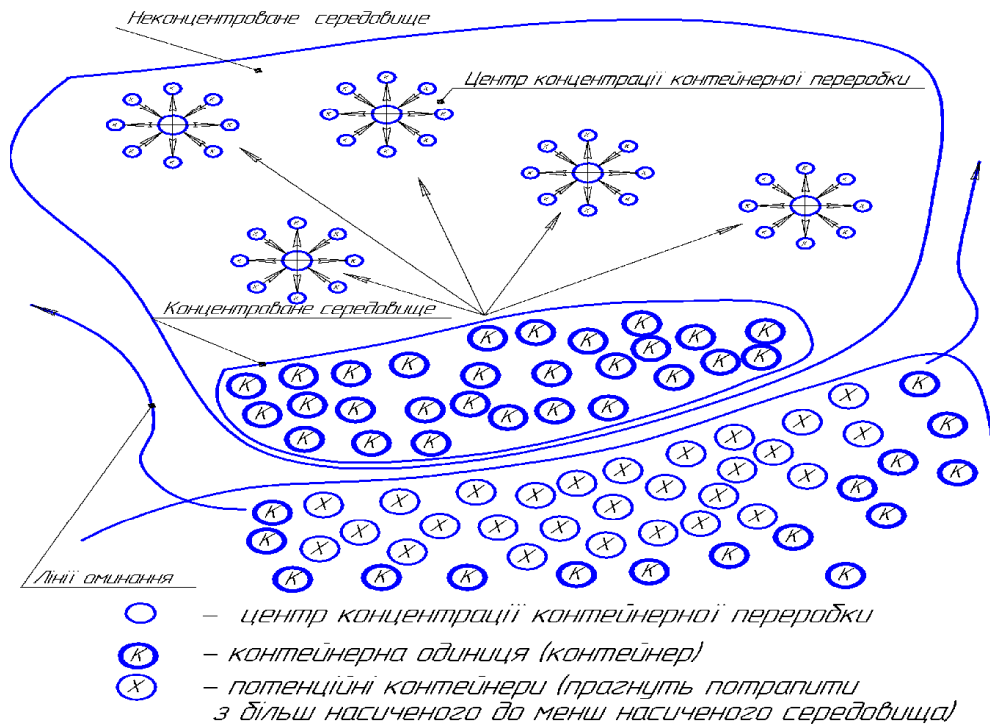 Неконцентроване середовище
Центр концентрації контейнерної переробки
Концентроване середовище
Лінії оминання
– центр концентрації контейнерної переробки
К – контейнерна одиниця (контейнер)
Х – потенційні контейнери (прагнуть потрапити
з більш насиченого до менш насиченого середовища)